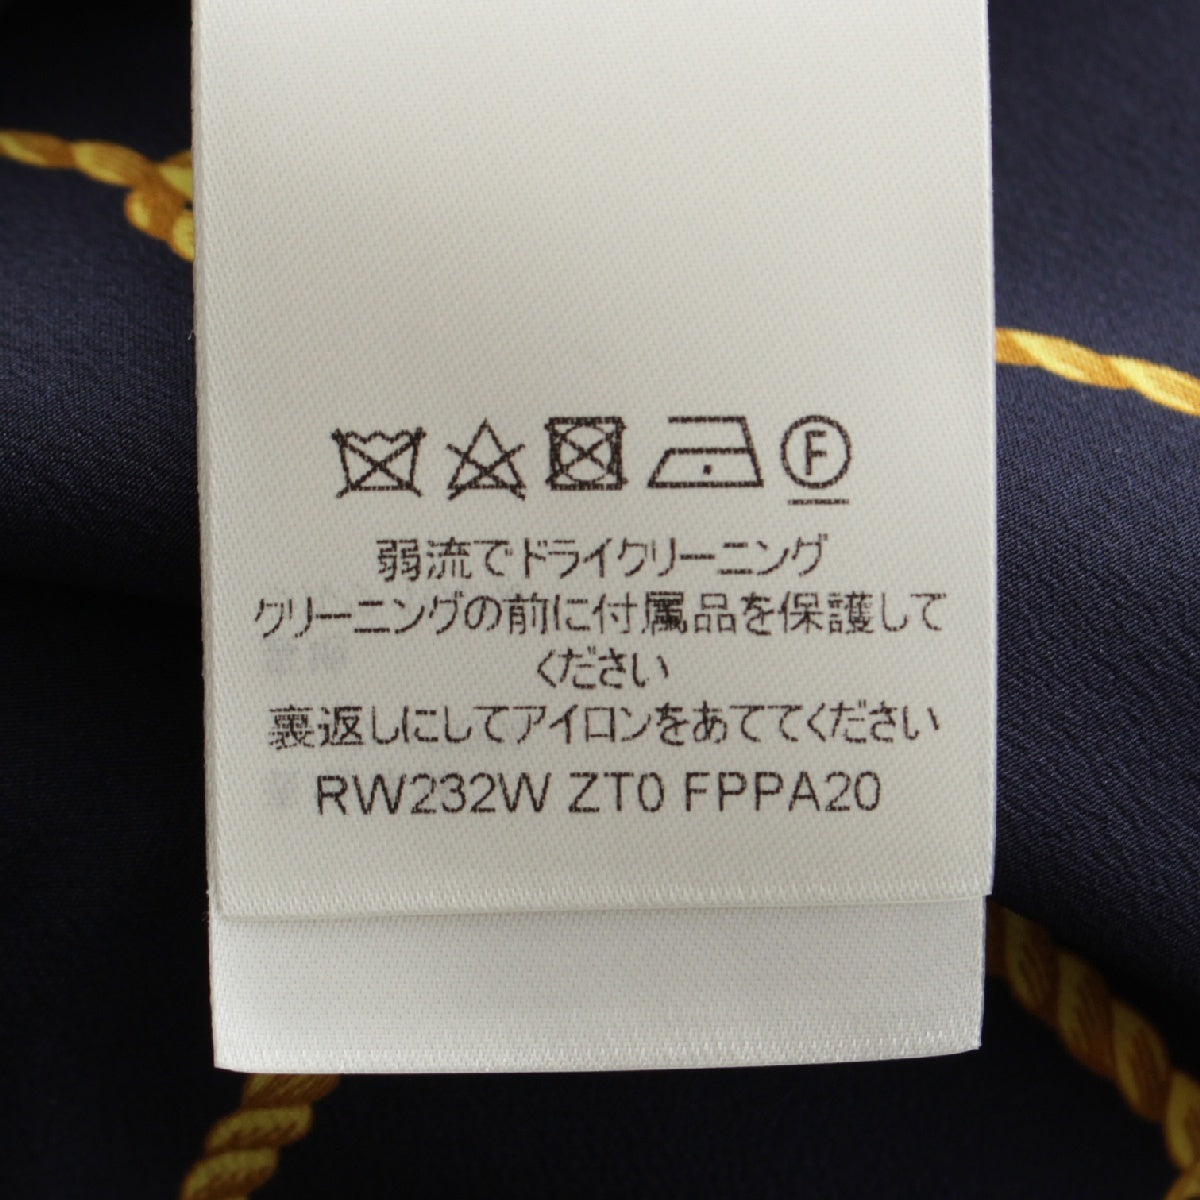 F
弱流でドライクリーニング
クリーニングの前に付属品を保護して
ください
裏返しにしてアイロンをあててください
RW232W ZT0 FPPA20